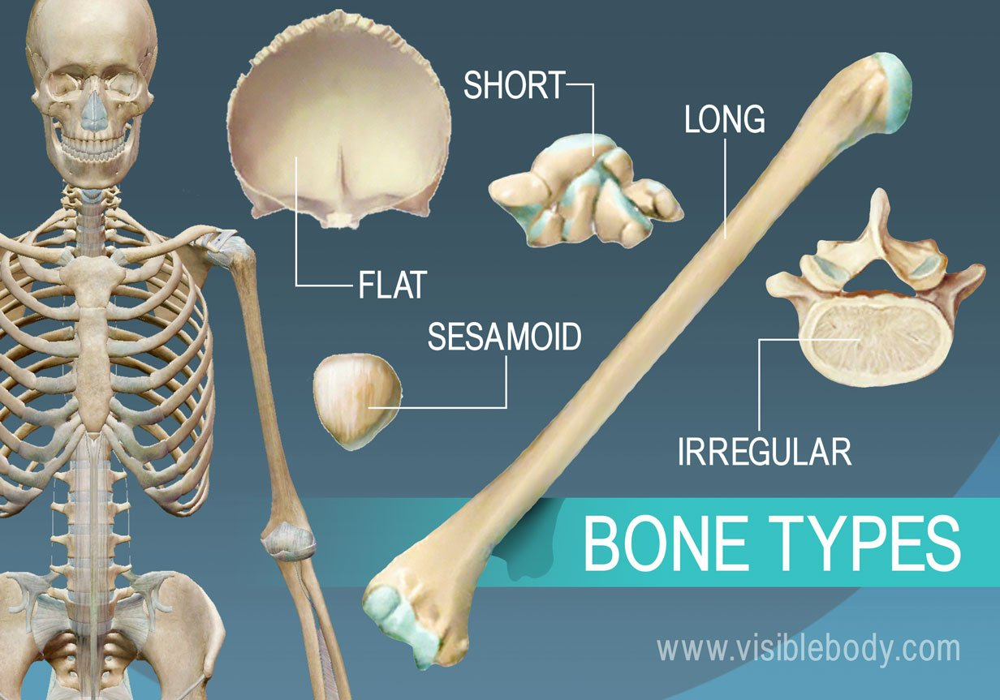 SHORT
LONG
FLAT
SESAMOID
IRREGULAR
BONE TYPES
www.visiblebody.com